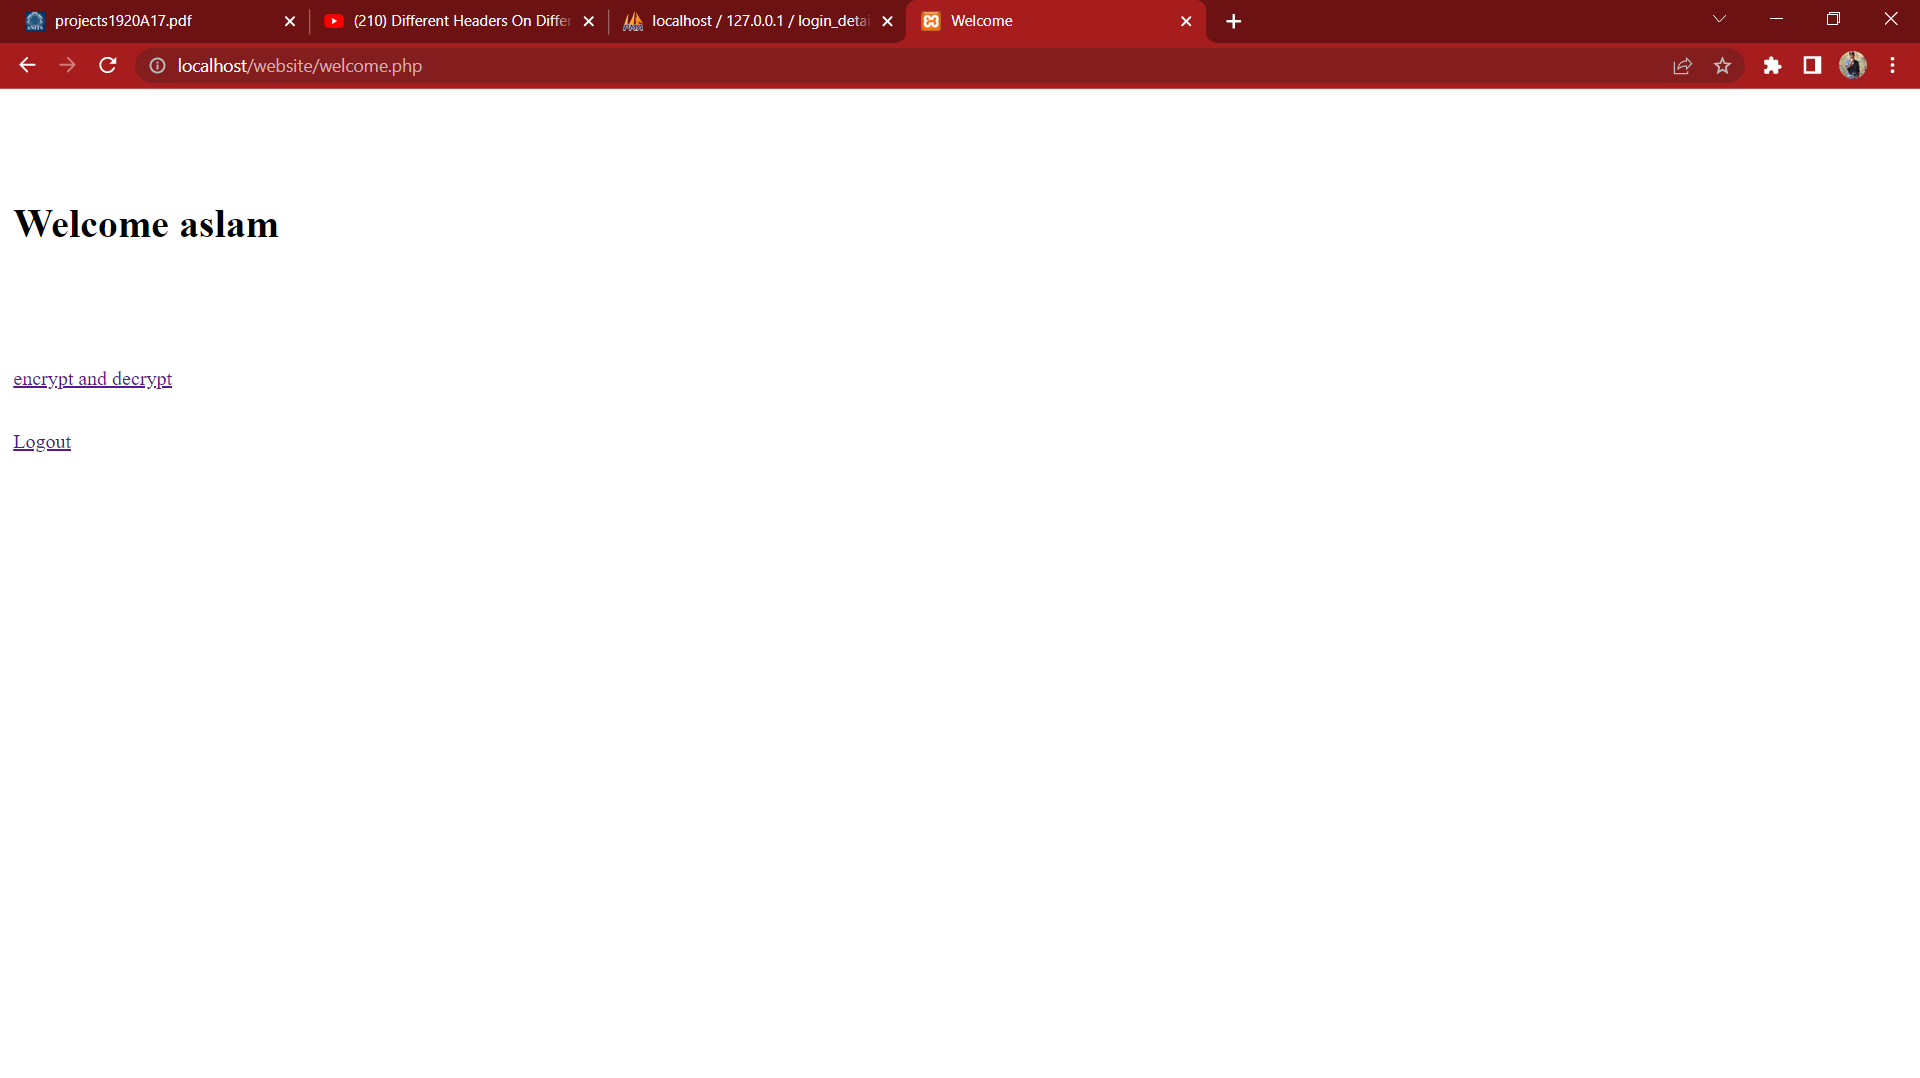 projects1920A17.pdf
(210) Different Headers On Differ
localhost / 127.0.0.1 / login_detai
Welcome
localhost/website/welcome.php
Welcome aslam
encrypt and decrypt
Logout